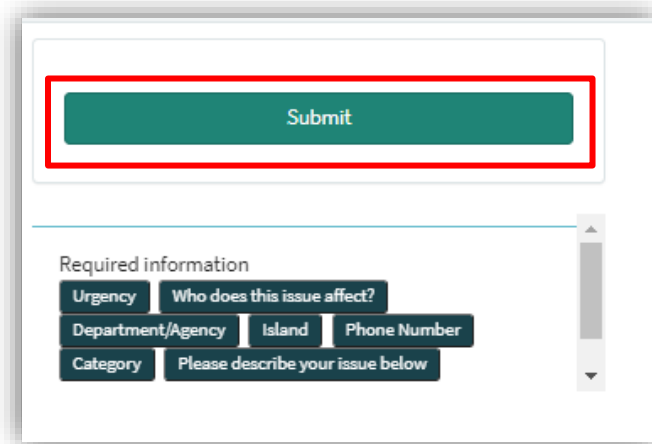 Submit
Required information
Urgency Who does this issue affect?
Department/Agency Island Phone Number
Category Please describe your issue below